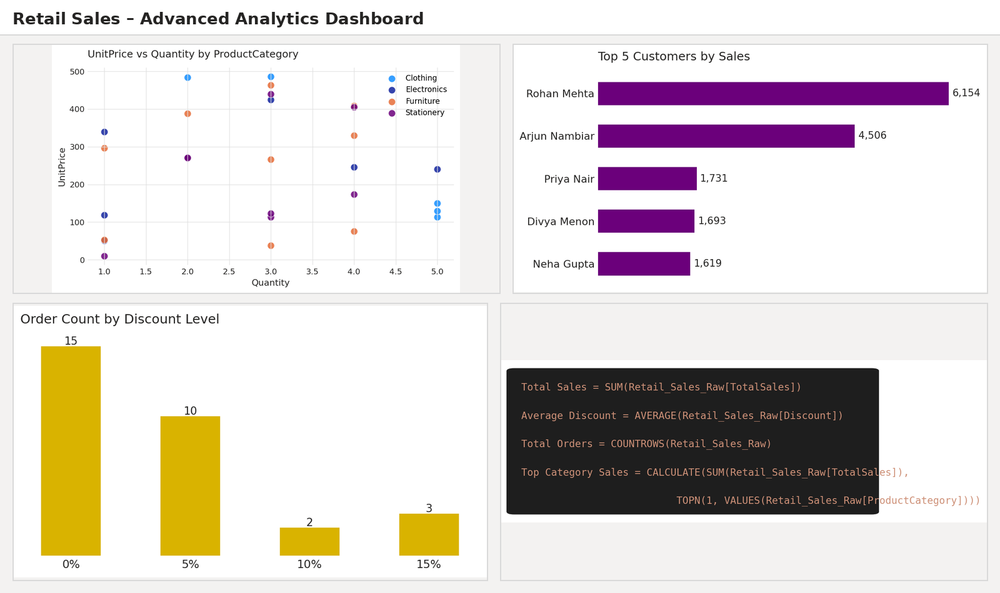 Retail Sales – Advanced Analytics Dashboard
UnitPrice vs Quantity by ProductCategory
500
400
300
200
100
0
UnitPrice
1.0 1.5 2.0 2.5 3.0 3.5 4.0 4.5 5.0
Quantity
Clothing
Electronics
Furniture
Stationery
Top 5 Customers by Sales
Rohan Mehta 6,154
Arjun Nambiar 4,506
Priya Nair 1,731
Divya Menon 1,693
Neha Gupta 1,619
Order Count by Discount Level
15
10
2
3
0% 5% 10% 15%
Total Sales = SUM(Retail_Sales_Raw[TotalSales])
Average Discount = AVERAGE(Retail_Sales_Raw[Discount])
Total Orders = COUNTROWS(Retail_Sales_Raw)
Top Category Sales = CALCULATE(SUM(Retail_Sales_Raw[TotalSales]),
TOPN(1, VALUES(Retail_Sales_Raw[ProductCategory])))